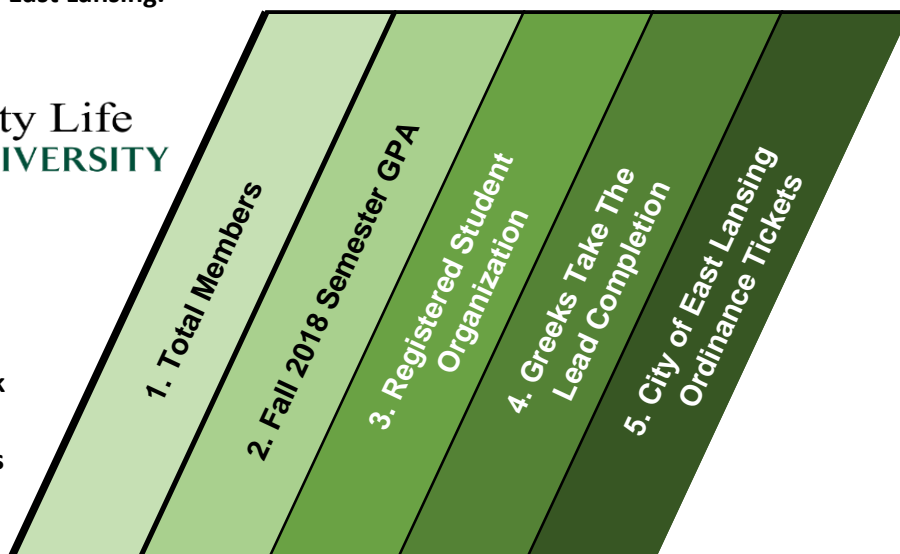 East Lansing.
ty Life
IVERSITY
k
s
1. Total Members
2. Fall 2018 Semester GPA
3. Registered Student
Organization
4. Greeks Take The
Lead Completion
5. City of East Lansing
Ordinance Tickets